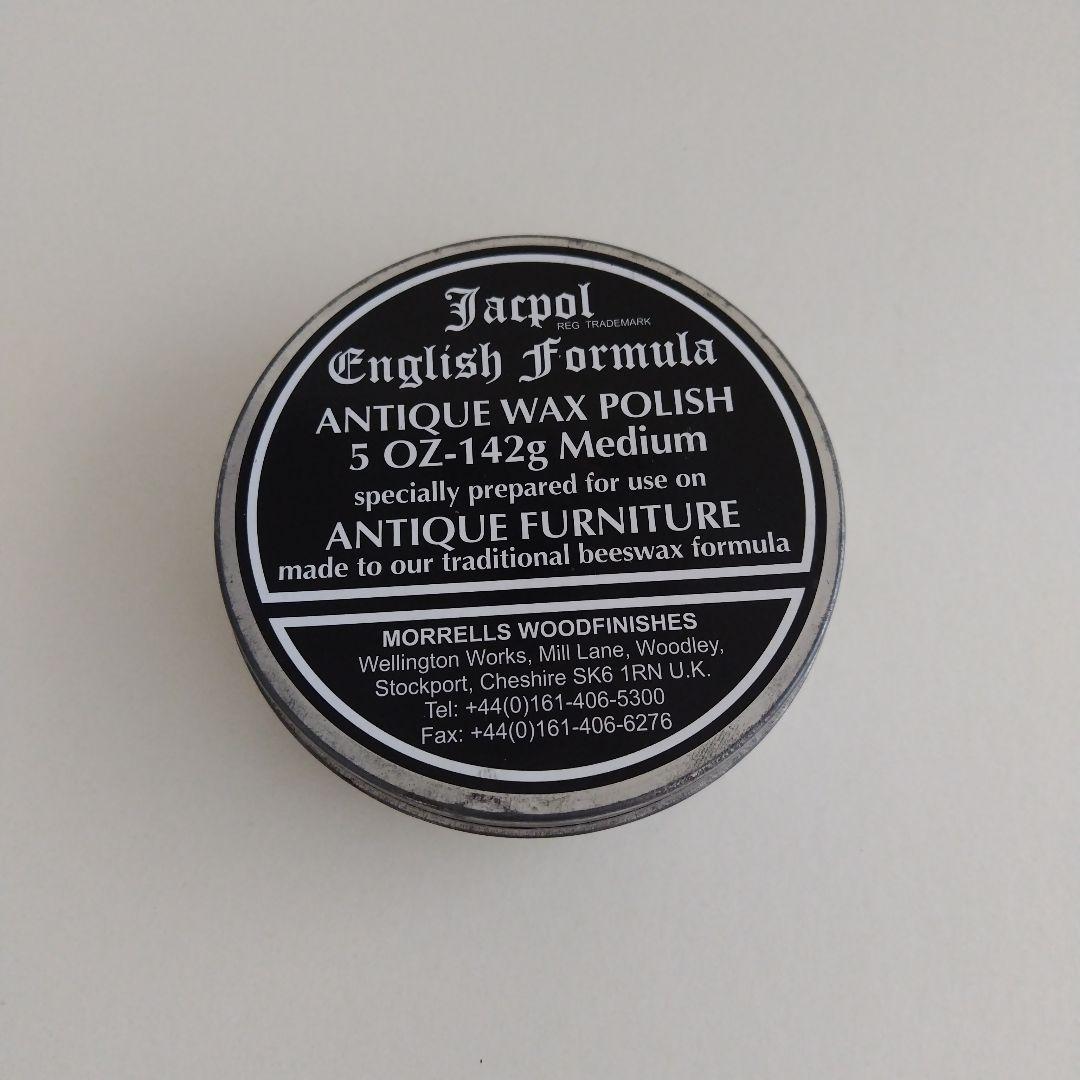 Jacpol
REG TRADEMARK
English Formula
ANTIQUE WAX POLISH
5 OZ-142g Medium
specially prepared for use on
ANTIQUE FURNITURE
made to our traditional beeswax formula
MORRELLS WOODFINISHES
Wellington Works, Mill Lane, Woodley,
Stockport, Cheshire SK6 1RN U.K.
Tel: +44(0)161-406-5300
Fax: +44(0)161-406-6276